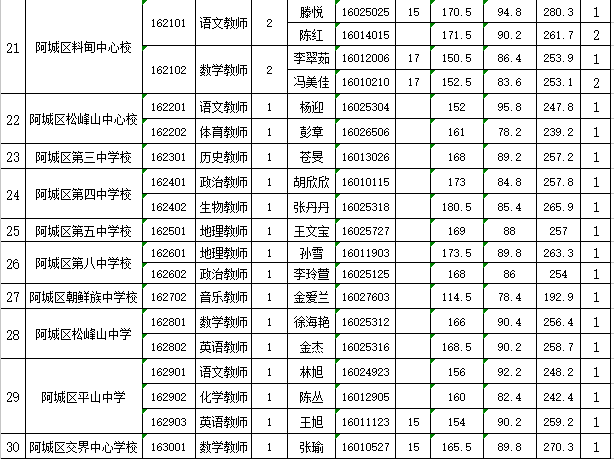 21 阿城区料甸中心校 162101 语文教师 2 滕悦 16025025 15 170.5 94.8 280.3 1
陈红 16014015 171.5 90.2 261.7 2
162102 数学教师 2 李翠茹 16012006 17 150.5 86.4 253.9 1
冯美佳 16010210 17 152.5 83.6 253.1 2
22 阿城区松峰山中心校 162201 语文教师 1 杨迎 16025304 152 95.8 247.8 1
162202 体育教师 1 彭章 16026506 161 78.2 239.2 1
23 阿城区第三中学校 162301 历史教师 1 苍旻 16013026 168 89.2 257.2 1
24 阿城区第四中学校 162401 政治教师 1 胡欣欣 16010115 173 84.8 257.8 1
162402 生物教师 1 张丹丹 16025318 180.5 85.4 265.9 1
25 阿城区第五中学校 162501 地理教师 1 王文宝 16025727 169 88 257 1
26 阿城区第八中学校 162601 地理教师 1 孙雪 16011903 173.5 89.8 263.3 1
162602 政治教师 1 李玲萱 16025125 168 86 254 1
27 阿城区朝鲜族中学校 162702 音乐教师 1 金爱兰 16027603 114.5 78.4 192.9 1
28 阿城区松峰山中学 162801 数学教师 1 徐海艳 16025312 166 90.4 256.4 1
162802 英语教师 1 金杰 16025316 168.5 90.2 258.7 1
29 阿城区平山中学 162901 语文教师 1 林旭 16024923 156 92.2 248.2 1
162902 化学教师 1 陈丛 16012905 160 82.4 242.4 1
162903 英语教师 1 王旭 16011123 15 154 90.2 259.2 1
30 阿城区交界中心学校 163001 数学教师 1 张瑜 16010527 15 165.5 89.8 270.3 1